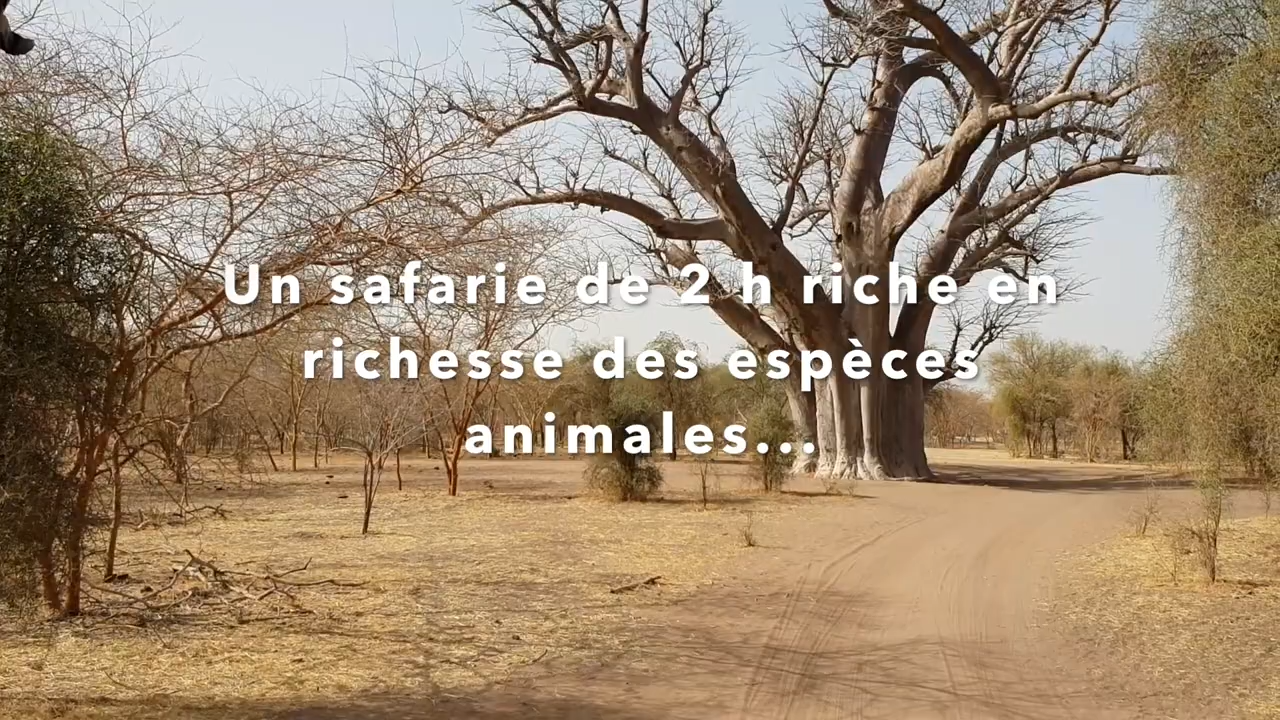 Un safarie de 2 h riche en
richesse des espèces
animales...